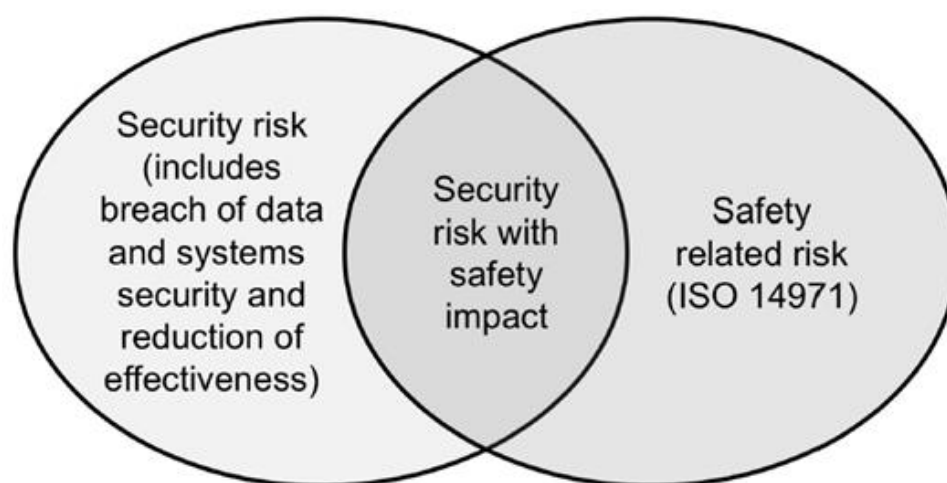 Security risk
(includes
breach of data
and systems
security and
reduction of
effectiveness)
Security
risk with
safety
impact
Safety
related risk
(ISO 14971)